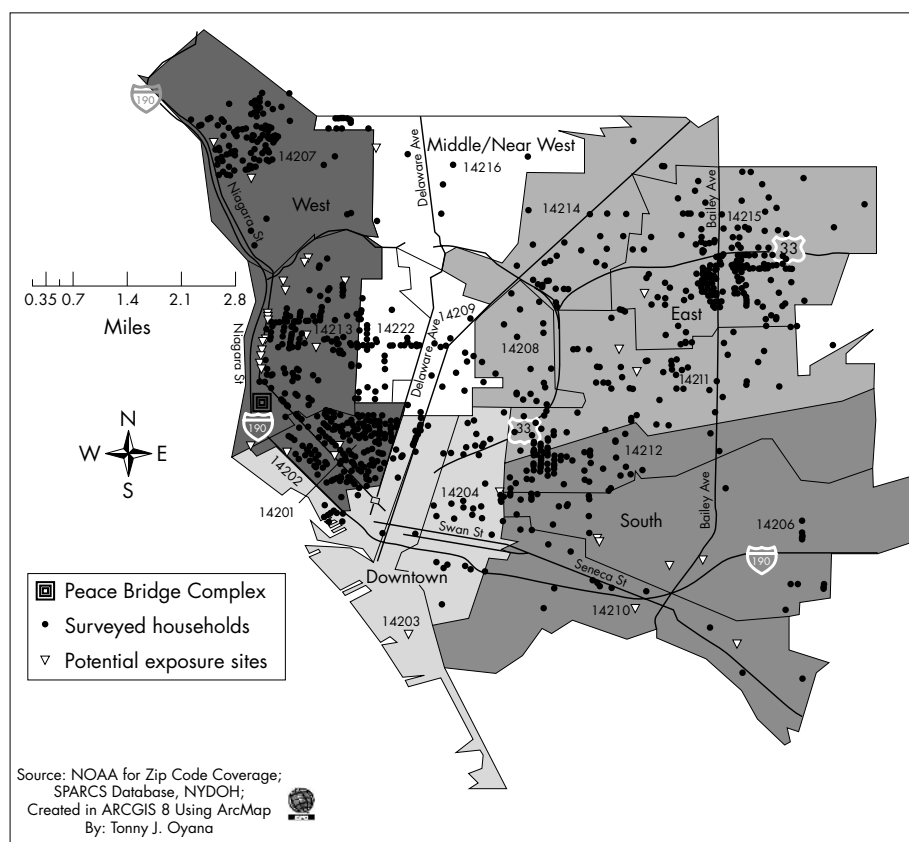 190
Middle/Near West
14216
Delaware Ave
14207
West
Niagara St
14214
Bailey Ave
14215
33
0.35 0.7 1.4 2.1 2.8
Miles
East
14209
14213
14222
Delaware Ave
14208
Niagara St
14211
190
33
N
W E
S
14212
14202
14201
14204
Swan St
South
Bailey Ave
14206
190
Seneca St
Downtown
14210
14203
Peace Bridge Complex
Surveyed households
Potential exposure sites
Source: NOAA for Zip Code Coverage;
SPARCS Database, NYDOH;
Created in ARCGIS 8 Using ArcMap
By: Tonny J. Oyana